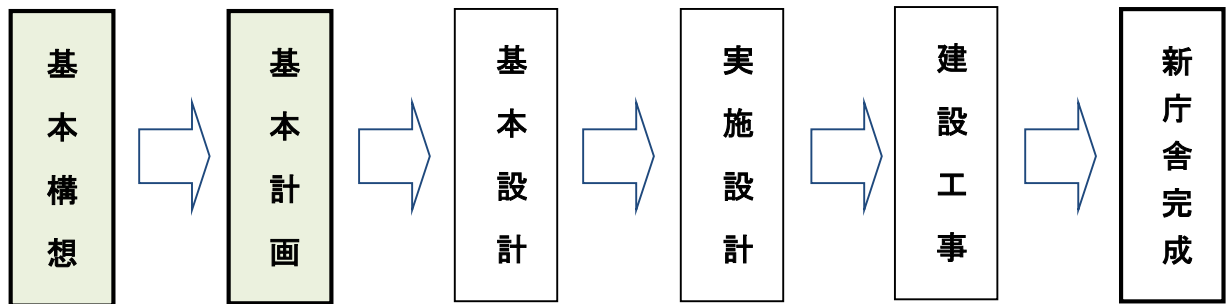 基本構想
基本計画
基本設計
実施設計
建設工事
新庁舎完成